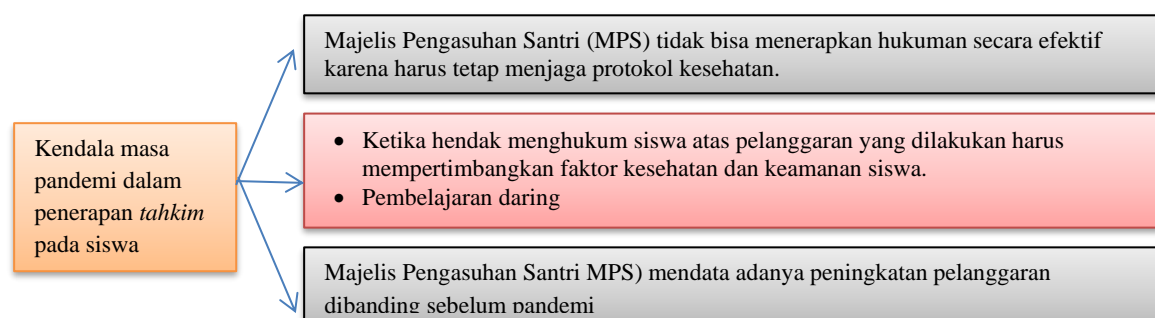 Kendala masa
pandemi dalam
penerapan tahkim
pada siswa
Majelis Pengasuhan Santri (MPS) tidak bisa menerapkan hukuman secara efektif
karena harus tetap menjaga protokol kesehatan.
• Ketika hendak menghukum siswa atas pelanggaran yang dilakukan harus
mempertimbangkan faktor kesehatan dan keamanan siswa.
• Pembelajaran daring
Majelis Pengasuhan Santri MPS) mendata adanya peningkatan pelanggaran
dibanding sebelum pandemi